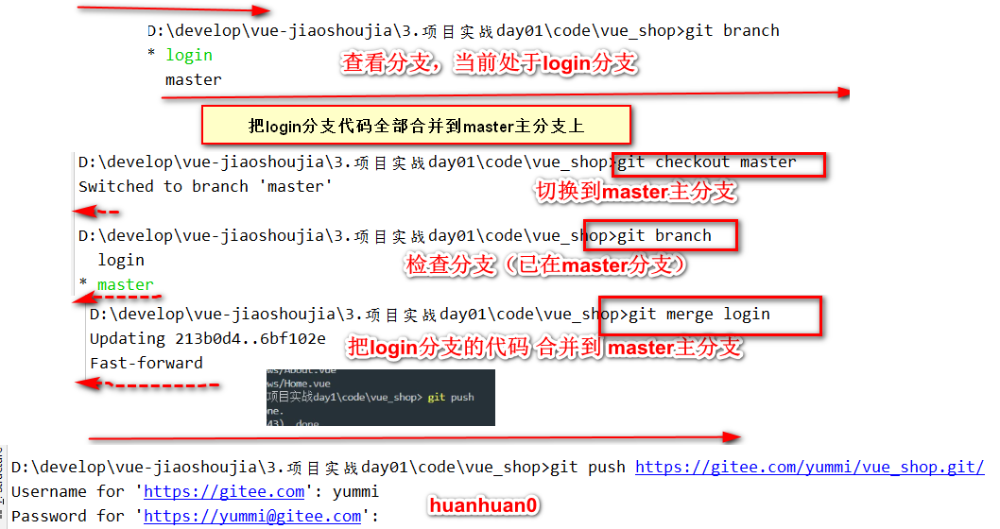 D:\develop\vue-jiaoshoujia\3.项目实战day01\code\vue_shop>git branch
* login
查看分支，当前处于login分支
master
把login分支代码全部合并到master主分支上
D:\develop\vue-jiaoshoujia\3.项目实战day01\code\vue_shop>git checkout master
Switched to branch 'master'
切换到master主分支
D:\develop\vue-jiaoshoujia\3.项目实战day01\code\vue_shop>git branch
login
检查分支（已在master分支）
* master
D:\develop\vue-jiaoshoujia\3.项目实战day01\code\vue_shop>git merge login
Updating 213b0d4..6bf102e
把login分支的代码 合并到 master主分支
Fast-forward
ws/About.vue
ws/Home.vue
项目实战day1\code\vue_shop> git push
one.
43), done
D:\develop\vue-jiaoshoujia\3.项目实战day01\code\vue_shop>git push https://gitee.com/yummi/vue_shop.git/
Username for 'https://gitee.com': yummi
huanhuan0
Password for 'https://yummi@gitee.com':